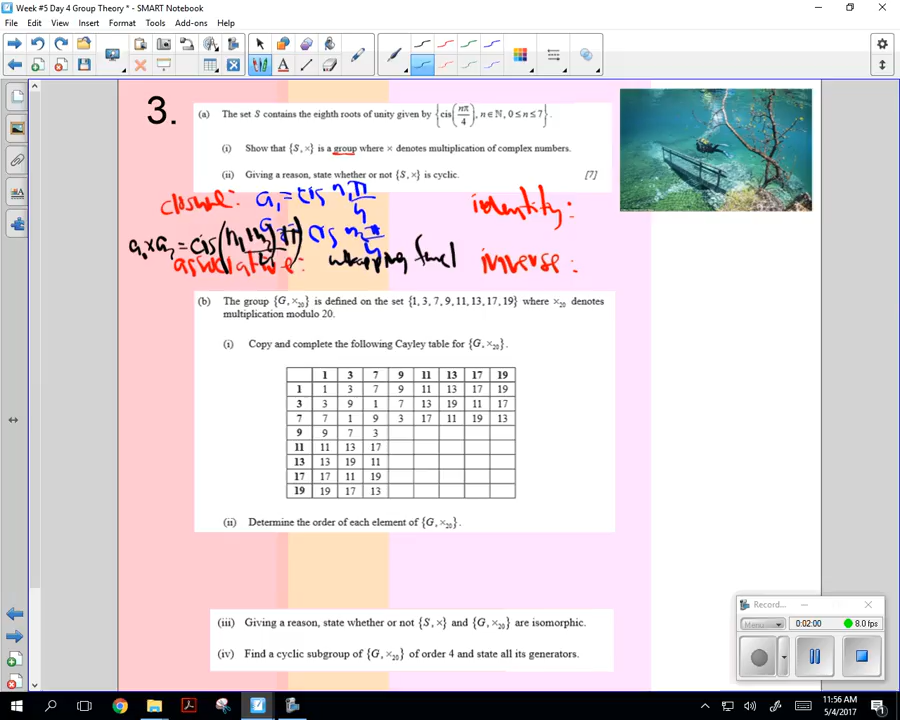 Week #5 Day 4 Group Theory * - SMART Notebook
File Edit View Insert Format Tools Add-ons Help
3.
(a) The set S contains the eighth roots of unity given by {cis(nπ/4), n∈ℕ, 0≤n≤7}.
(i) Show that {S, ×} is a group where × denotes multiplication of complex numbers.
(ii) Giving a reason, state whether or not {S, ×} is cyclic. [7]
closure: a₁ = cis n₁π/4 identity:
cis n₂π/4
a₁×a₂ = cis
associative: wrapping inverse:
(b) The group {G, ×₂₀} is defined on the set {1, 3, 7, 9, 11, 13, 17, 19} where ×₂₀ denotes
multiplication modulo 20.
(i) Copy and complete the following Cayley table for {G, ×₂₀}.
1 3 7 9 11 13 17 19
1 1 3 7 9 11 13 17 19
3 3 9 1 7 13 19 11 17
7 7 1 9 3 17 11 19 13
9 9 7 3
11 11 13 17
13 13 19 11
17 17 11 19
19 19 17 13
(ii) Determine the order of each element of {G, ×₂₀}.
(iii) Giving a reason, state whether or not {S, ×} and {G, ×₂₀} are isomorphic.
(iv) Find a cyclic subgroup of {G, ×₂₀} of order 4 and state all its generators.
Record...
Menu 0:02:00 8.0 fps
11:56 AM
5/4/2017